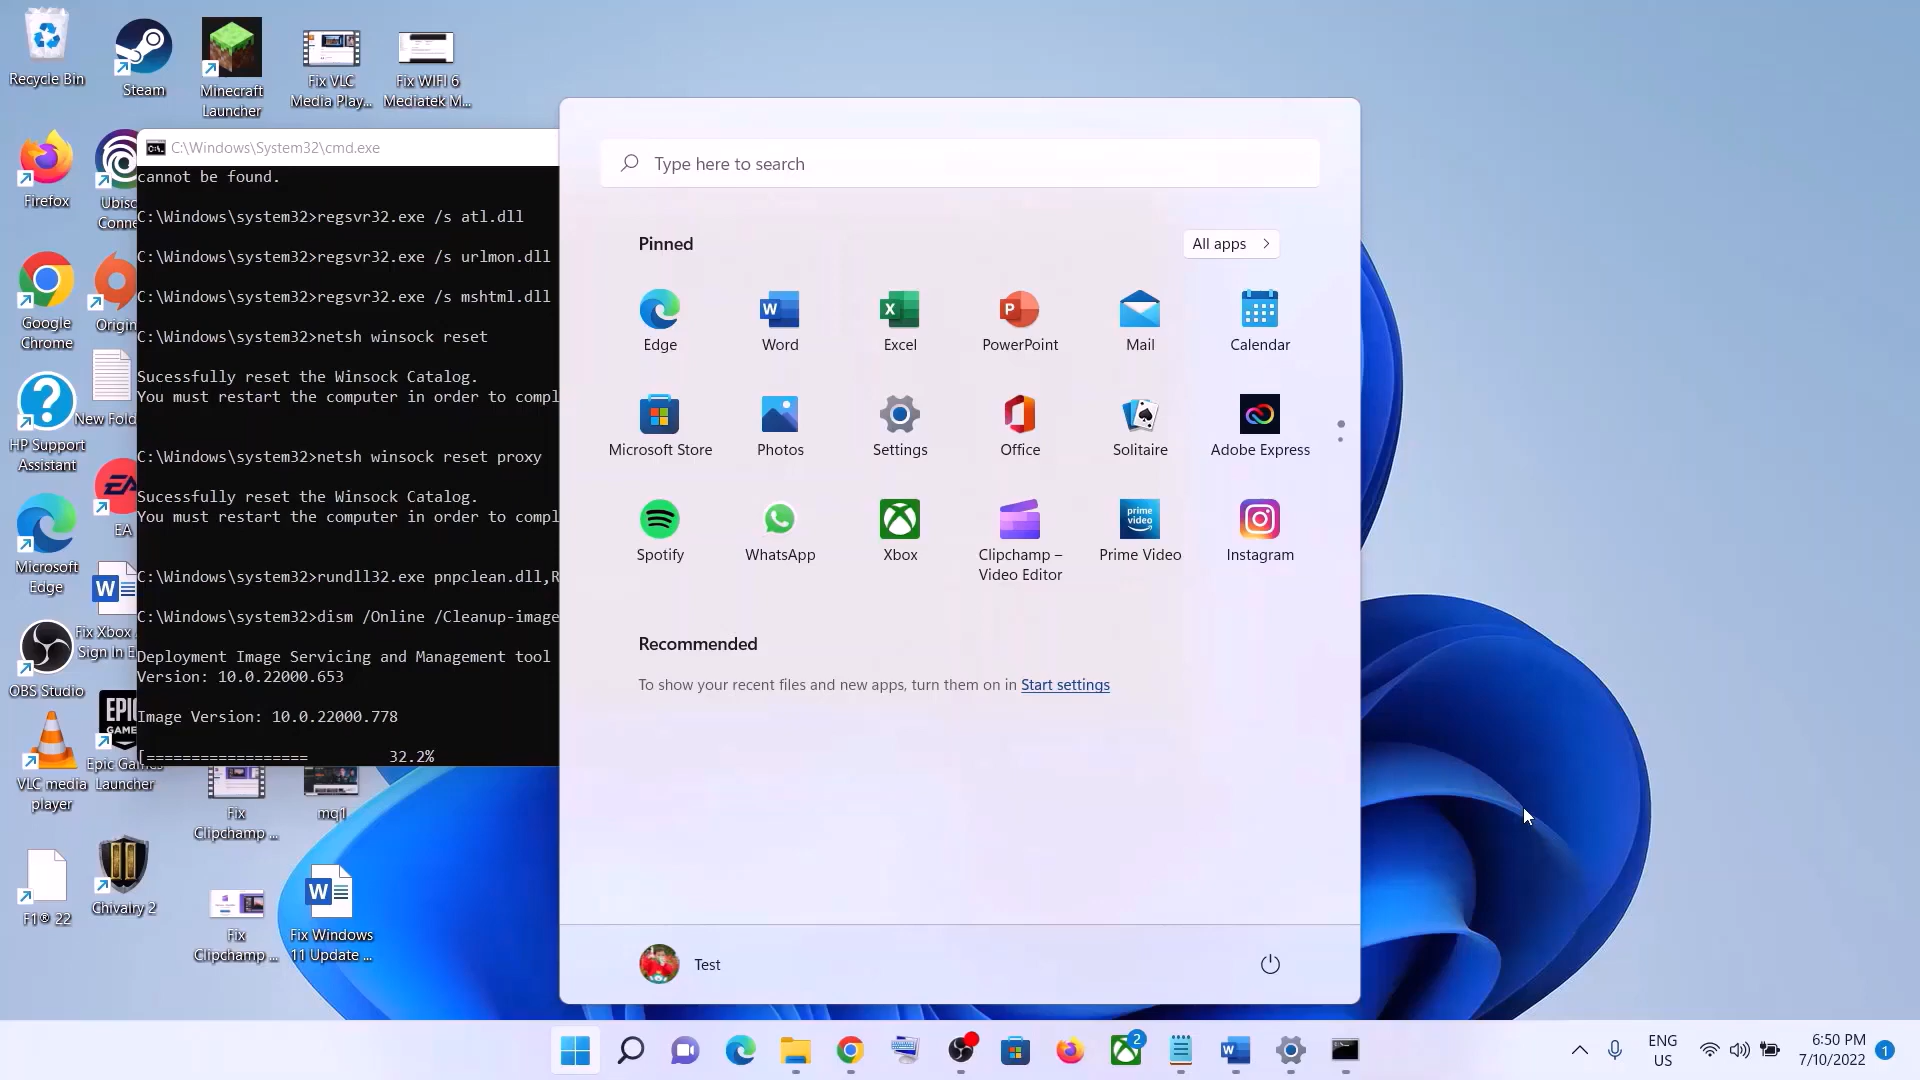 Recycle Bin
Steam
Minecraft
Launcher
Fix VLC
Media Play...
Fix WIFI 6
Mediatek M...
Firefox
Ubisc
Conne
Google
Chrome
Origin
HP Support
Assistant
New Fold
EA
Microsoft
Edge
Fix Xbox
Sign In E
OBS Studio
EPIC
GAMES
Epic Games
Launcher
VLC media
player
Fix
Clipchamp ...
mq1
F1® 22
Chivalry 2
Fix
Clipchamp ...
Fix Windows
11 Update ...
C:\Windows\System32\cmd.exe
cannot be found.
C:\Windows\system32>regsvr32.exe /s atl.dll
C:\Windows\system32>regsvr32.exe /s urlmon.dll
C:\Windows\system32>regsvr32.exe /s mshtml.dll
C:\Windows\system32>netsh winsock reset
Sucessfully reset the Winsock Catalog.
You must restart the computer in order to compl
C:\Windows\system32>netsh winsock reset proxy
Sucessfully reset the Winsock Catalog.
You must restart the computer in order to compl
C:\Windows\system32>rundll32.exe pnpclean.dll,R
C:\Windows\system32>dism /Online /Cleanup-image
Deployment Image Servicing and Management tool
Version: 10.0.22000.653
Image Version: 10.0.22000.778
[================== 32.2%
Type here to search
Pinned
All apps
Edge
Word
Excel
PowerPoint
Mail
Calendar
Microsoft Store
Photos
Settings
Office
Solitaire
Adobe Express
Spotify
WhatsApp
Xbox
Clipchamp –
Video Editor
prime
video
Prime Video
Instagram
Recommended
To show your recent files and new apps, turn them on in Start settings
Test
2
ENG
US
6:50 PM
7/10/2022
1